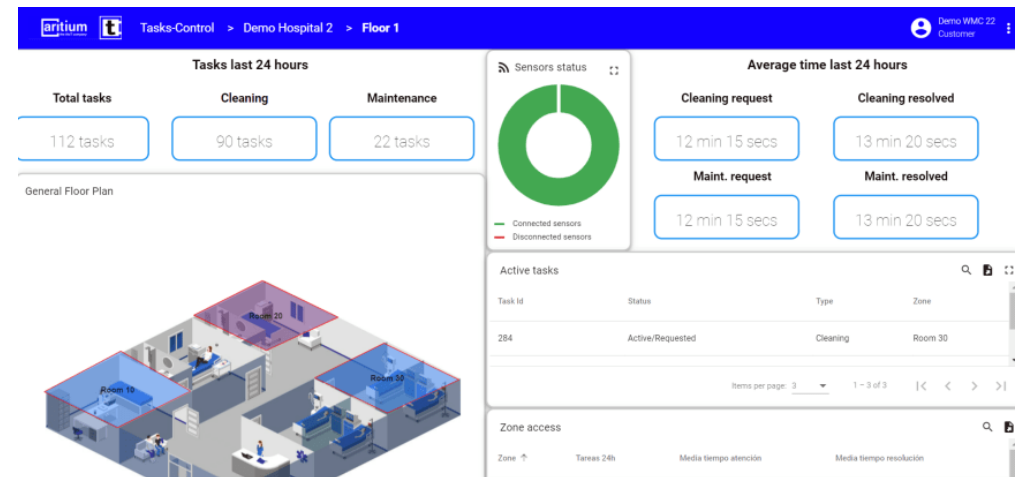 aritium t Tasks-Control > Demo Hospital 2 > Floor 1
Demo WMC 22
Customer
Tasks last 24 hours
Total tasks Cleaning Maintenance
112 tasks 90 tasks 22 tasks
Sensors status
Connected sensors
Disconnected sensors
Average time last 24 hours
Cleaning request Cleaning resolved
12 min 15 secs 13 min 20 secs
Maint. request Maint. resolved
12 min 15 secs 13 min 20 secs
General Floor Plan
Room 20
Room 10
Room 30
Active tasks
Task Id Status Type Zone
284 Active/Requested Cleaning Room 30
Items per page: 3 1 – 3 of 3
Zone access
Zone ↑ Tareas 24h Media tiempo atención Media tiempo resolución